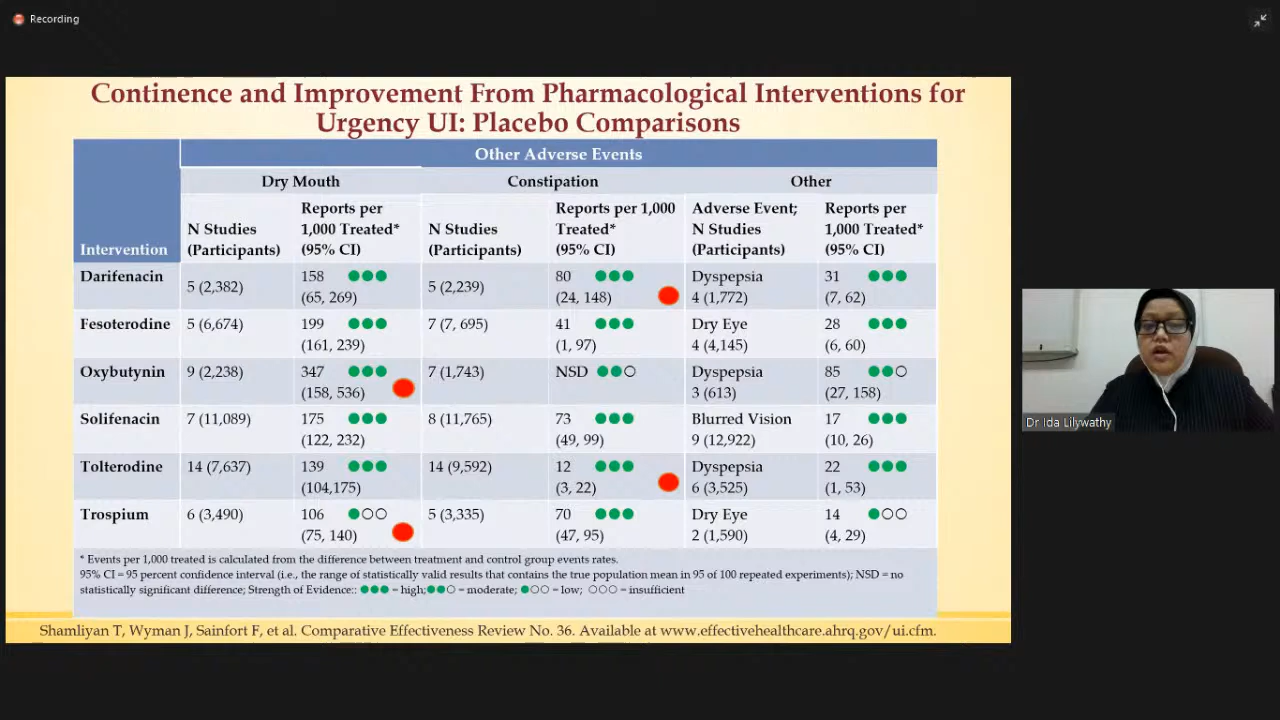 Recording
Continence and Improvement From Pharmacological Interventions for
Urgency UI: Placebo Comparisons
Intervention
Other Adverse Events
Dry Mouth
Constipation
Other
N Studies
(Participants)
Reports per
1,000 Treated*
(95% CI)
N Studies
(Participants)
Reports per 1,000
Treated*
(95% CI)
Adverse Event;
N Studies
(Participants)
Reports per
1,000 Treated*
(95% CI)
Darifenacin
5 (2,382)
158
(65, 269)
5 (2,239)
80
(24, 148)
Dyspepsia
4 (1,772)
31
(7, 62)
Fesoterodine
5 (6,674)
199
(161, 239)
7 (7, 695)
41
(1, 97)
Dry Eye
4 (4,145)
28
(6, 60)
Oxybutynin
9 (2,238)
347
(158, 536)
7 (1,743)
NSD
Dyspepsia
3 (613)
85
(27, 158)
Solifenacin
7 (11,089)
175
(122, 232)
8 (11,765)
73
(49, 99)
Blurred Vision
9 (12,922)
17
(10, 26)
Tolterodine
14 (7,637)
139
(104,175)
14 (9,592)
12
(3, 22)
Dyspepsia
6 (3,525)
22
(1, 53)
Trospium
6 (3,490)
106
(75, 140)
5 (3,335)
70
(47, 95)
Dry Eye
2 (1,590)
14
(4, 29)
* Events per 1,000 treated is calculated from the difference between treatment and control group events rates.
95% CI = 95 percent confidence interval (i.e., the range of statistically valid results that contains the true population mean in 95 of 100 repeated experiments); NSD = no
statistically significant difference; Strength of Evidence:: ●●● = high;●●○ = moderate; ●○○ = low; ○○○ = insufficient
Shamliyan T, Wyman J, Sainfort F, et al. Comparative Effectiveness Review No. 36. Available at www.effectivehealthcare.ahrq.gov/ui.cfm.
Dr Ida Lilywathy